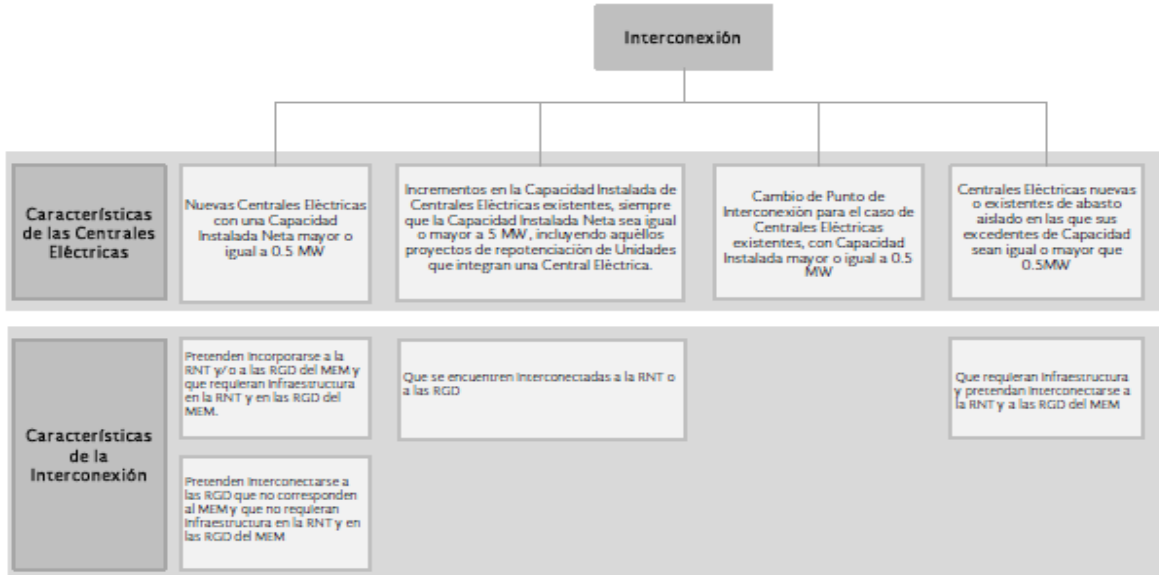 Interconexión
Características
de las Centrales
Eléctricas
Nuevas Centrales Eléctricas
con una Capacidad
Instalada Neta mayor o
igual a 0.5 MW
Incrementos en la Capacidad Instalada de
Centrales Eléctricas existentes, siempre
que la Capacidad Instalada Neta sea igual
o mayor a 5 MW, incluyendo aquéllos
proyectos de repotenciación de Unidades
que integran una Central Eléctrica.
Cambio de Punto de
Interconexión para el caso de
Centrales Eléctricas
existentes, con Capacidad
Instalada mayor o igual a 0.5
MW
Centrales Eléctricas nuevas
o existentes de abasto
aislado en las que sus
excedentes de Capacidad
sean igual o mayor que
0.5MW
Características
de la
Interconexión
Pretenden Incorporarse a la
RNT y/o a las RGD del MEM y
que requieran Infraestructura
en la RNT y en las RGD del
MEM.
Que se encuentren Interconectadas a la RNT o
a las RGD
Que requieran Infraestructura
y pretendan Interconectarse a
la RNT y a las RGD del MEM
Pretenden Interconectarse a
las RGD que no corresponden
al MEM y que no requieran
Infraestructura en la RNT y en
las RGD del MEM